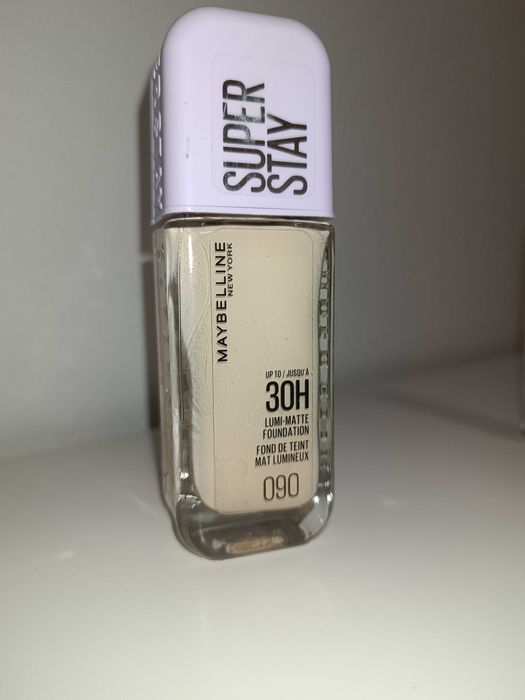 SUPER
STAY
MAYBELLINE
NEW YORK
UP TO / JUSQU'À
30H
LUMI-MATTE
FOUNDATION
FOND DE TEINT
MAT LUMINEUX
090